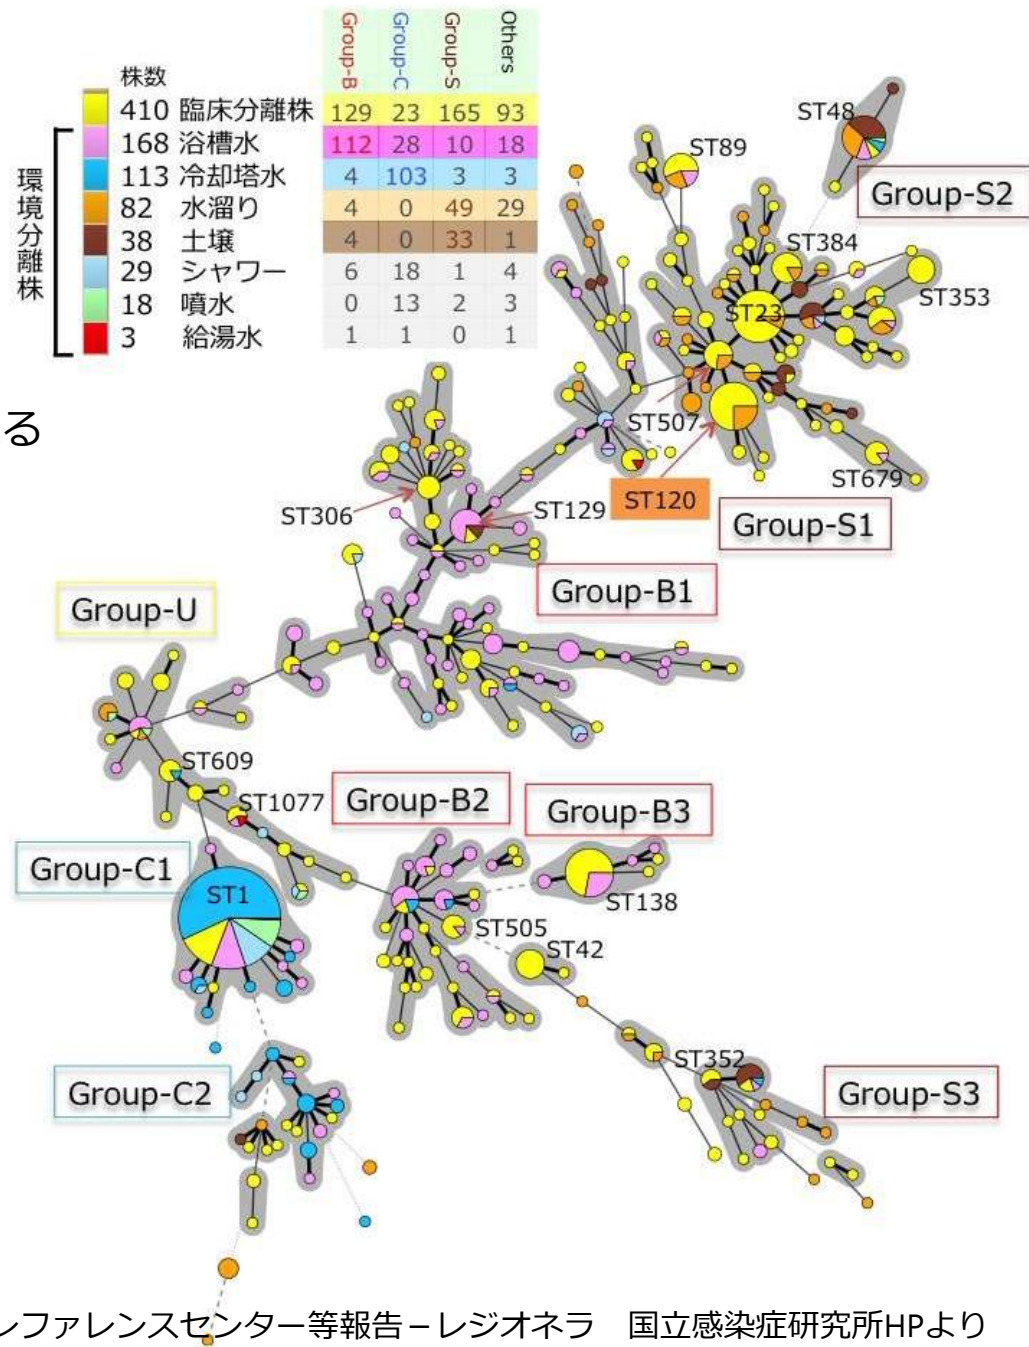 Group-B Group-C Group-S Others
株数
410 臨床分離株 129 23 165 93
168 浴槽水 112 28 10 18
113 冷却塔水 4 103 3 3
82 水溜り 4 0 49 29
38 土壌 4 0 33 1
29 シャワー 6 18 1 4
18 噴水 0 13 2 3
3 給湯水 1 1 0 1
環境分離株
る
ST48
ST89
Group-S2
ST384
ST353
ST23
ST507
ST679
ST120
ST306
ST129
Group-S1
Group-B1
Group-U
ST609
ST1077
Group-B2
Group-B3
Group-C1
ST1
ST138
ST505
ST42
ST352
Group-C2
Group-S3
ファレンスセンター等報告－レジオネラ 国立感染症研究所HPより